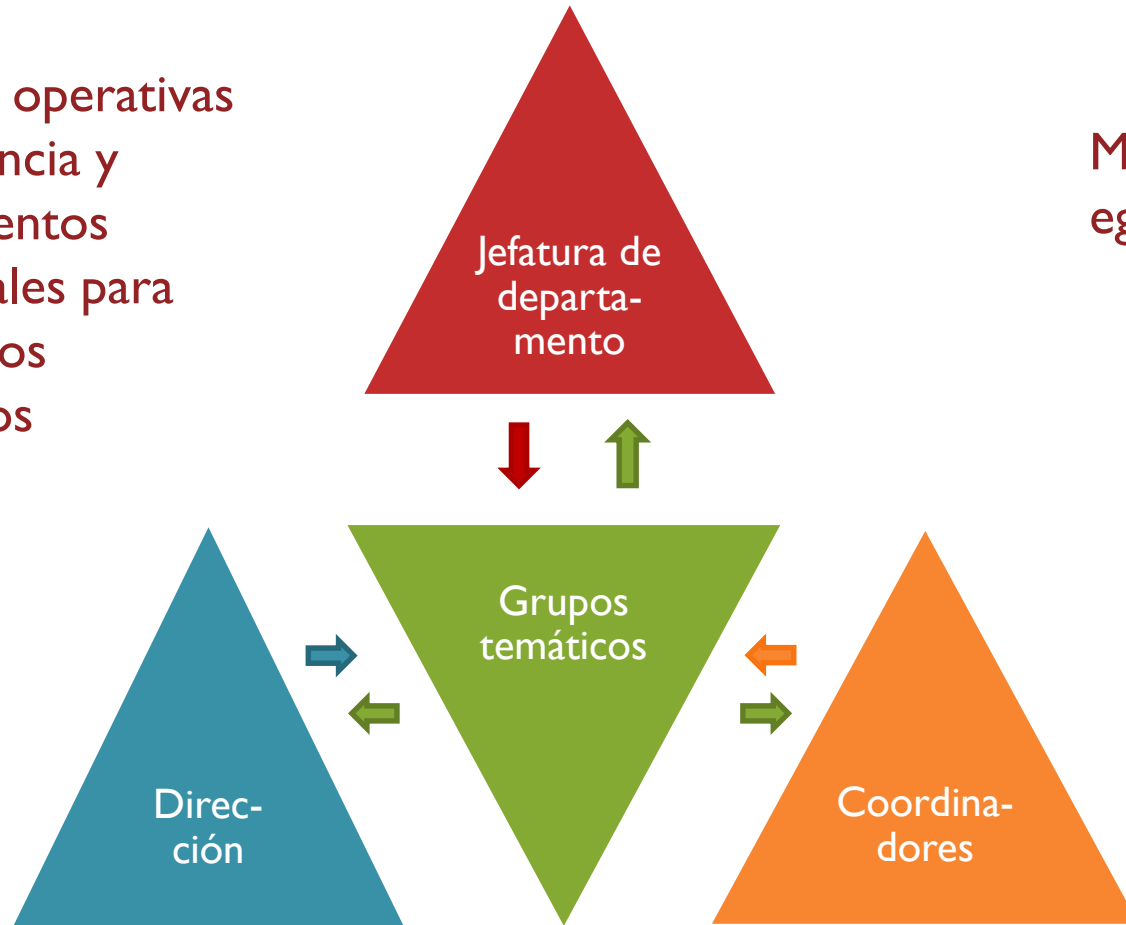 operativas
ncia y
entos
ales para
os
os
M
eg
Jefatura de
departa-
mento
Grupos
temáticos
Direc-
ción
Coordina-
dores